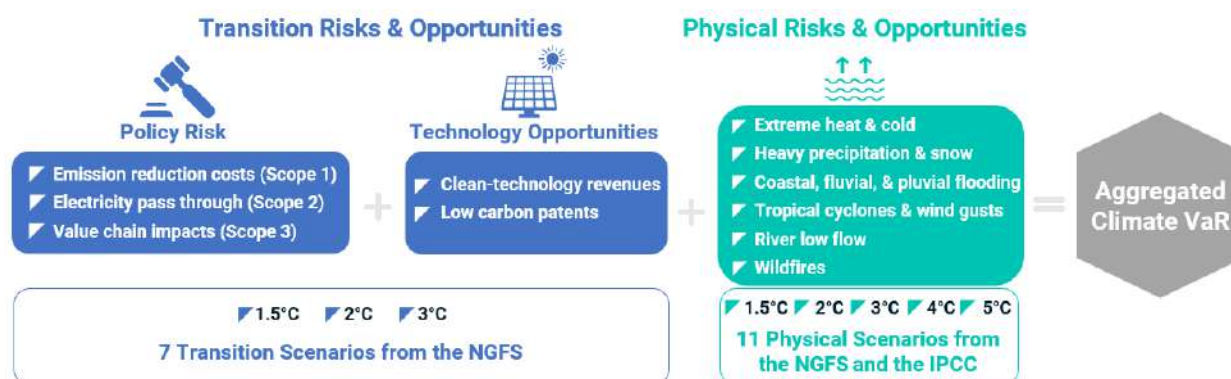 Transition Risks & Opportunities
Physical Risks & Opportunities
Policy Risk
Emission reduction costs (Scope 1)
Electricity pass through (Scope 2)
Value chain impacts (Scope 3)
+
Technology Opportunities
Clean-technology revenues
Low carbon patents
+
Extreme heat & cold
Heavy precipitation & snow
Coastal, fluvial, & pluvial flooding
Tropical cyclones & wind gusts
River low flow
Wildfires
=
Aggregated
Climate VaR
1.5°C 2°C 3°C
7 Transition Scenarios from the NGFS
1.5°C 2°C 3°C 4°C 5°C
11 Physical Scenarios from
the NGFS and the IPCC